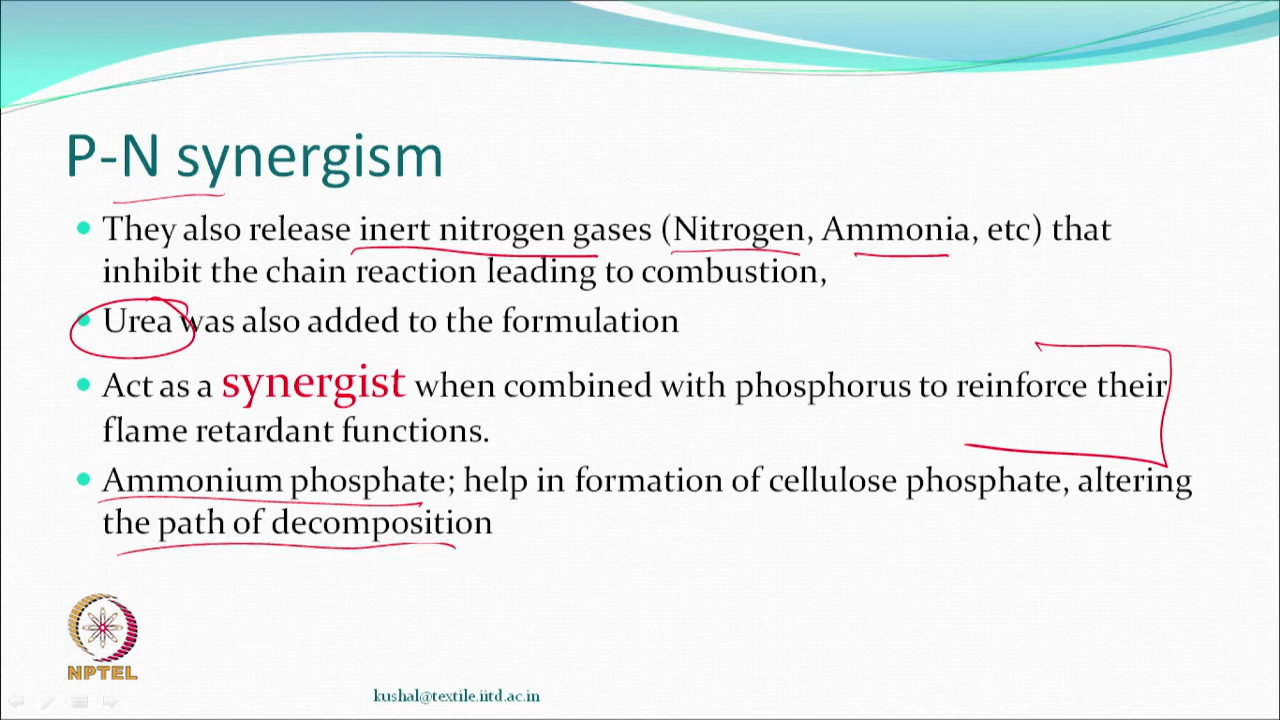 P-N synergism
They also release inert nitrogen gases (Nitrogen, Ammonia, etc) that
inhibit the chain reaction leading to combustion,
Urea was also added to the formulation
Act as a synergist when combined with phosphorus to reinforce their
flame retardant functions.
Ammonium phosphate; help in formation of cellulose phosphate, altering
the path of decomposition
NPTEL
kushal@textile.iitd.ac.in